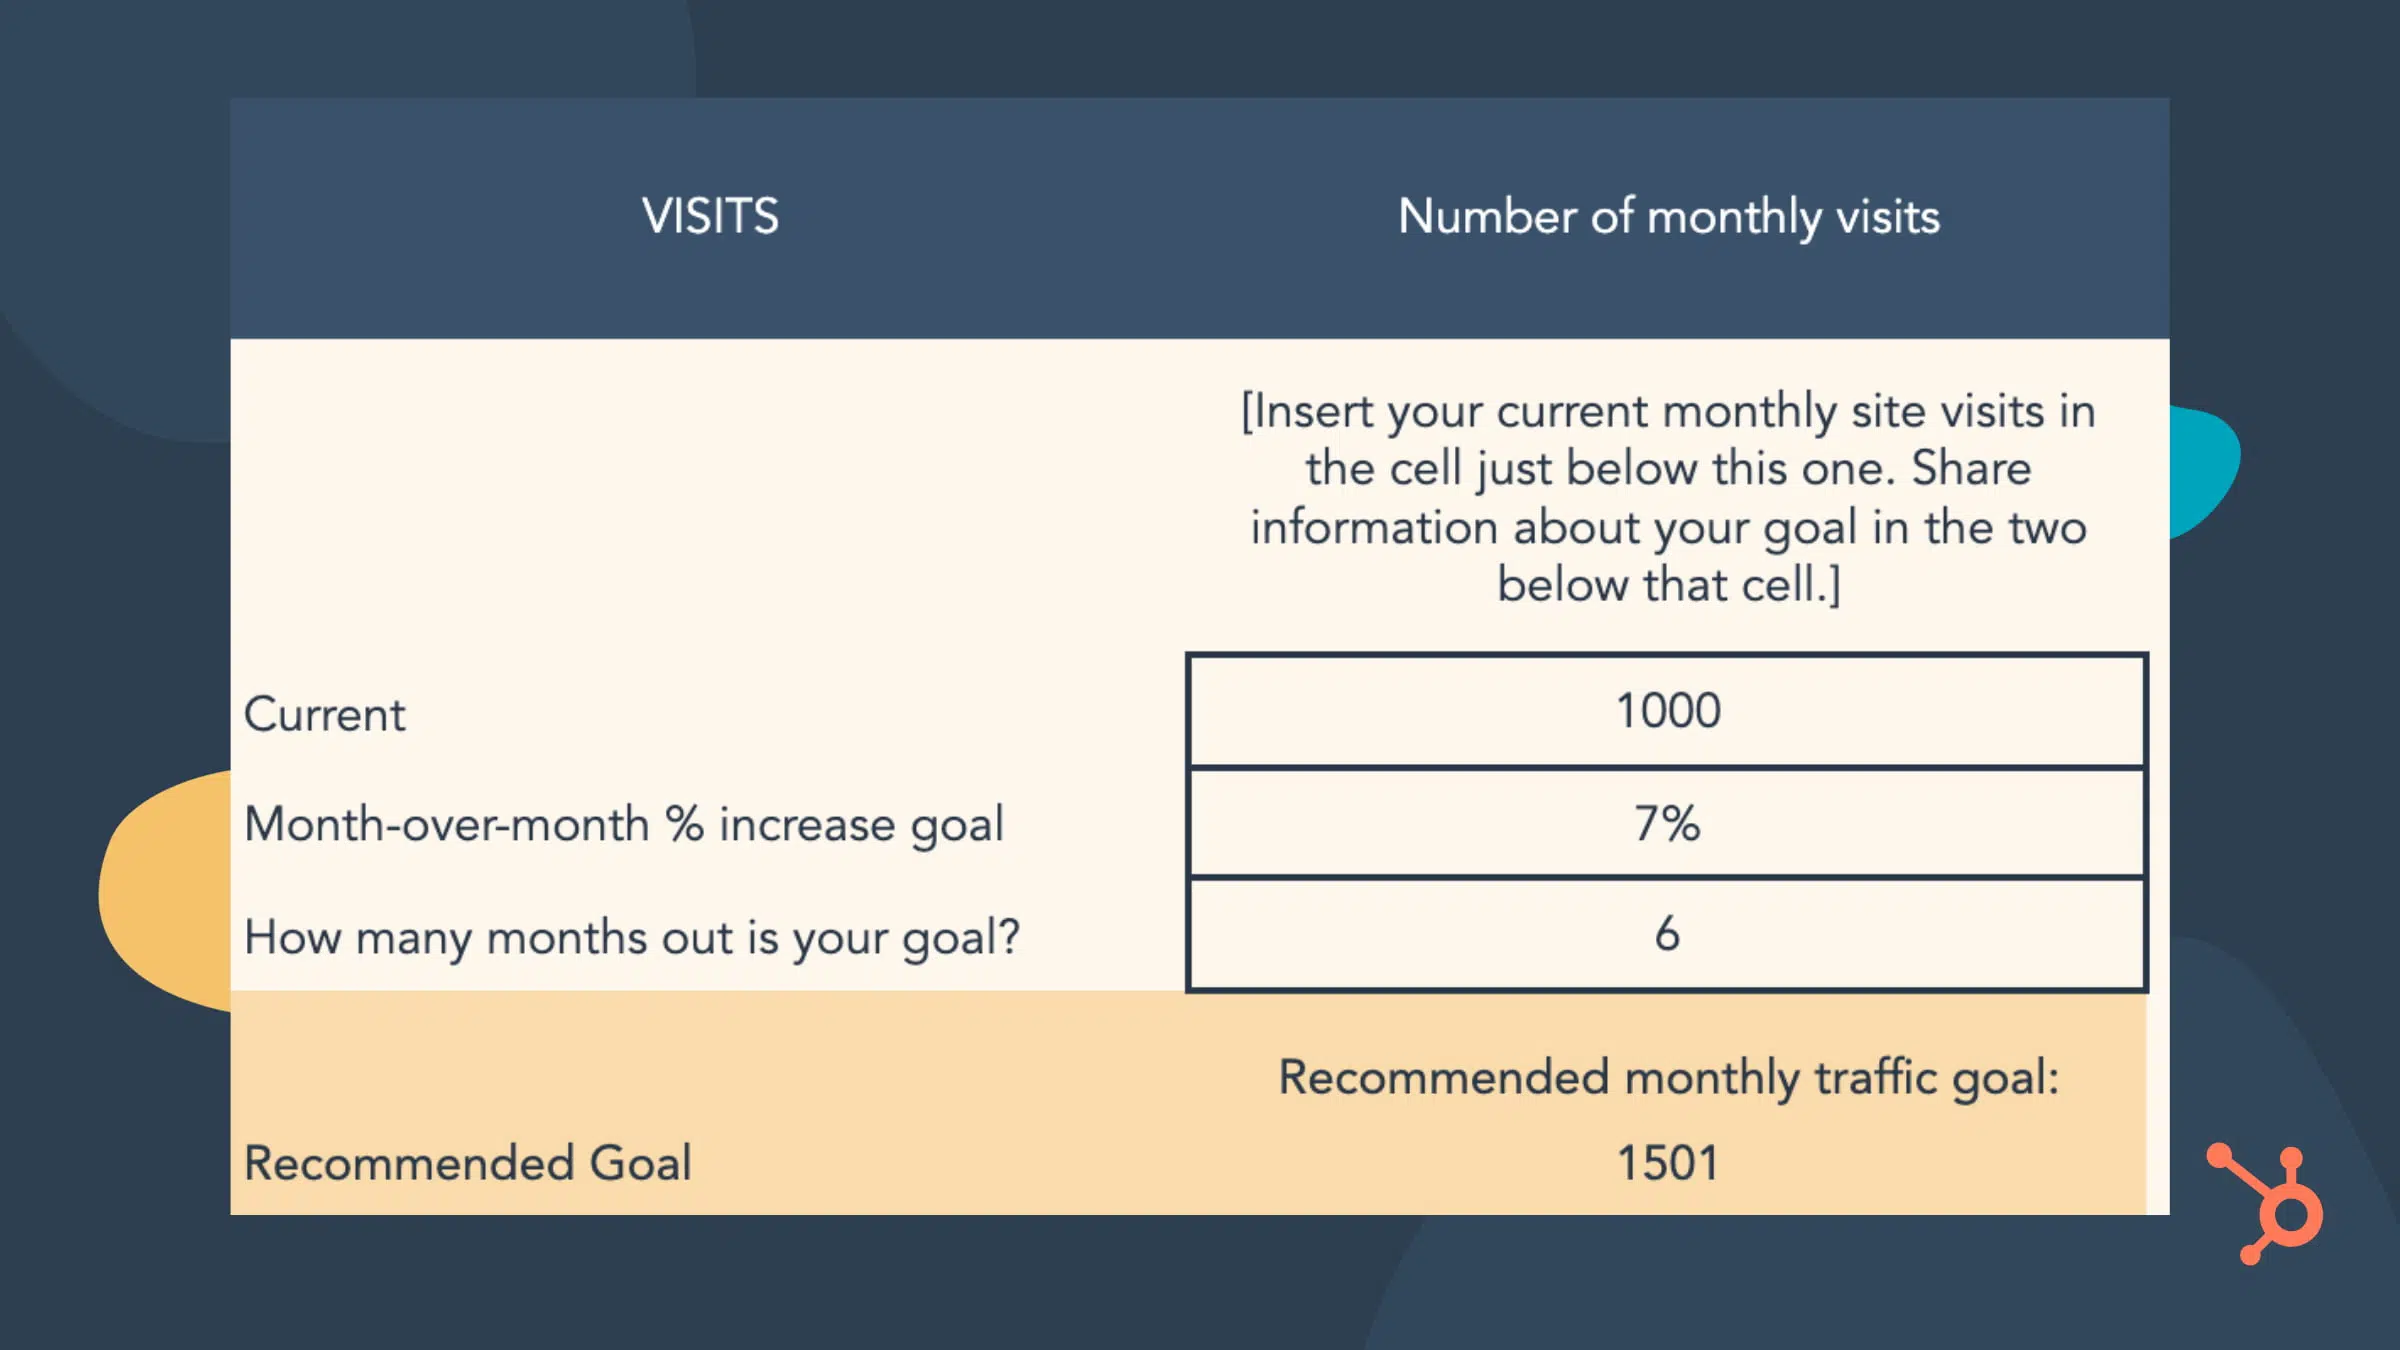 VISITS
Number of monthly visits
[Insert your current monthly site visits in
the cell just below this one. Share
information about your goal in the two
below that cell.]
Current
1000
Month-over-month % increase goal
7%
How many months out is your goal?
6
Recommended monthly traffic goal:
Recommended Goal
1501